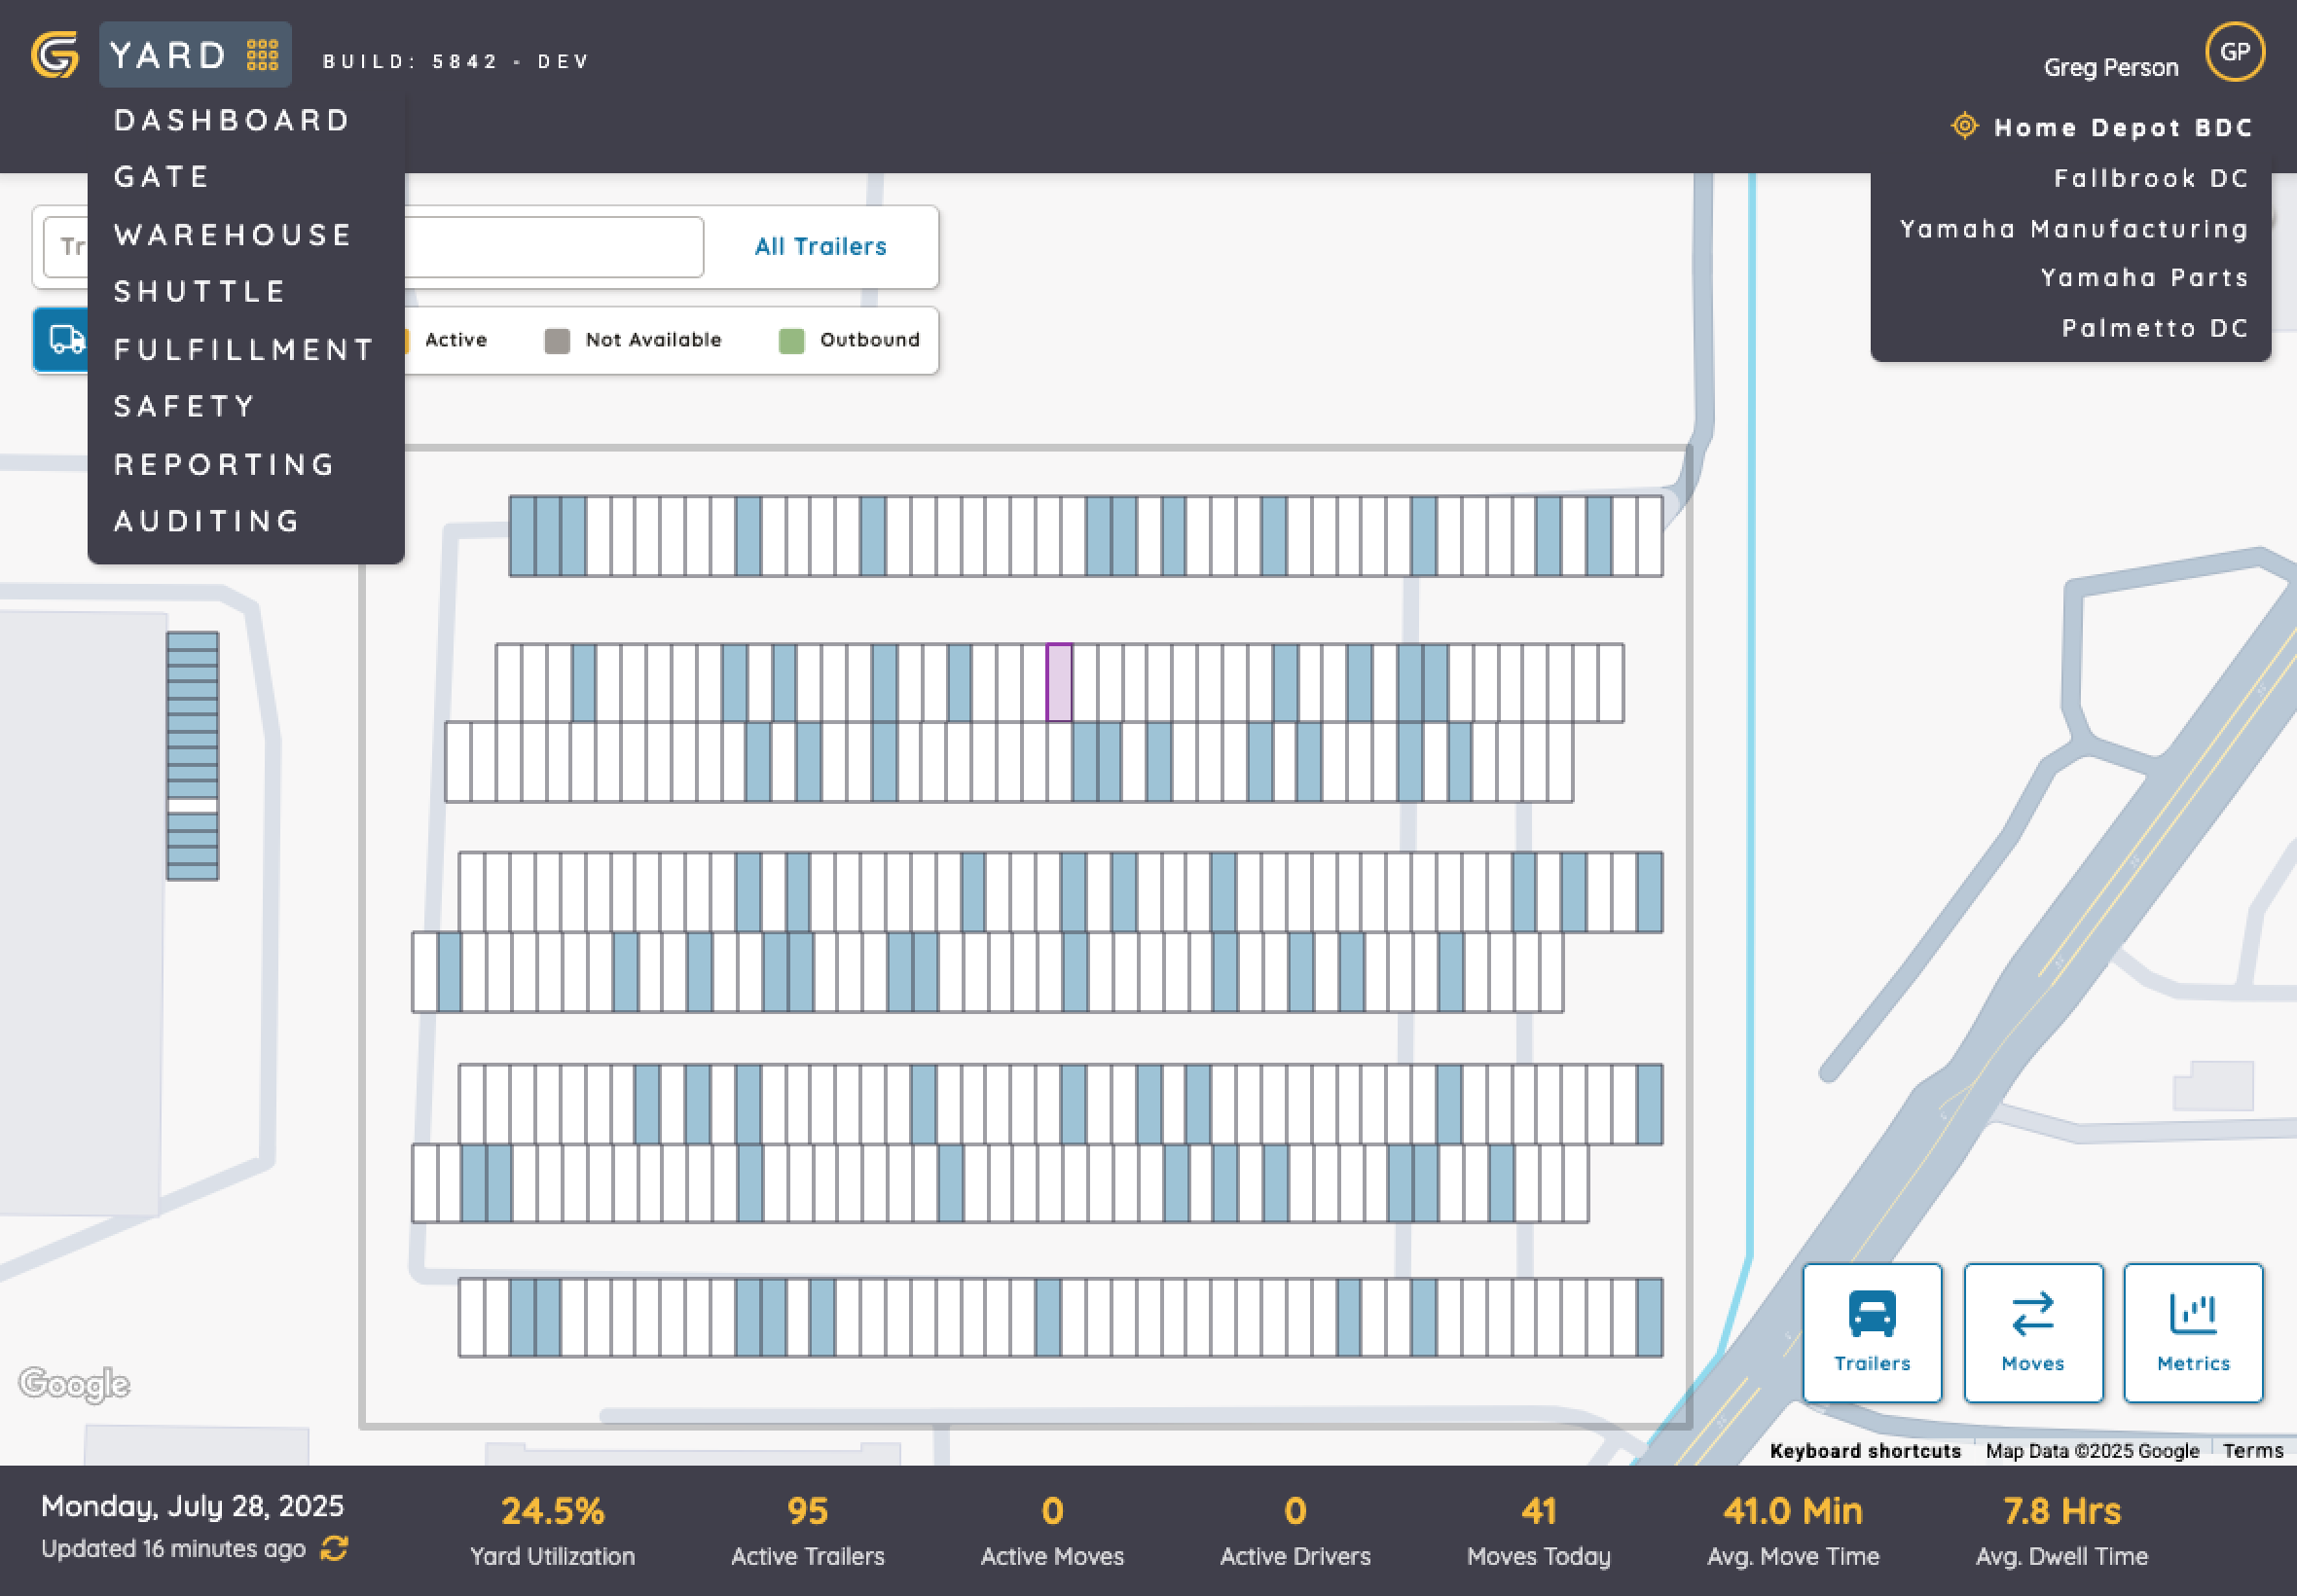 YARD
BUILD: 5842 - DEV
Greg Person
GP
DASHBOARD
GATE
WAREHOUSE
SHUTTLE
FULFILLMENT
SAFETY
REPORTING
AUDITING
Home Depot BDC
Fallbrook DC
Yamaha Manufacturing
Yamaha Parts
Palmetto DC
Tr
All Trailers
Active
Not Available
Outbound
Trailers
Moves
Metrics
Google
Keyboard shortcuts
Map Data ©2025 Google
Terms
Monday, July 28, 2025
Updated 16 minutes ago
24.5%
Yard Utilization
95
Active Trailers
0
Active Moves
0
Active Drivers
41
Moves Today
41.0 Min
Avg. Move Time
7.8 Hrs
Avg. Dwell Time